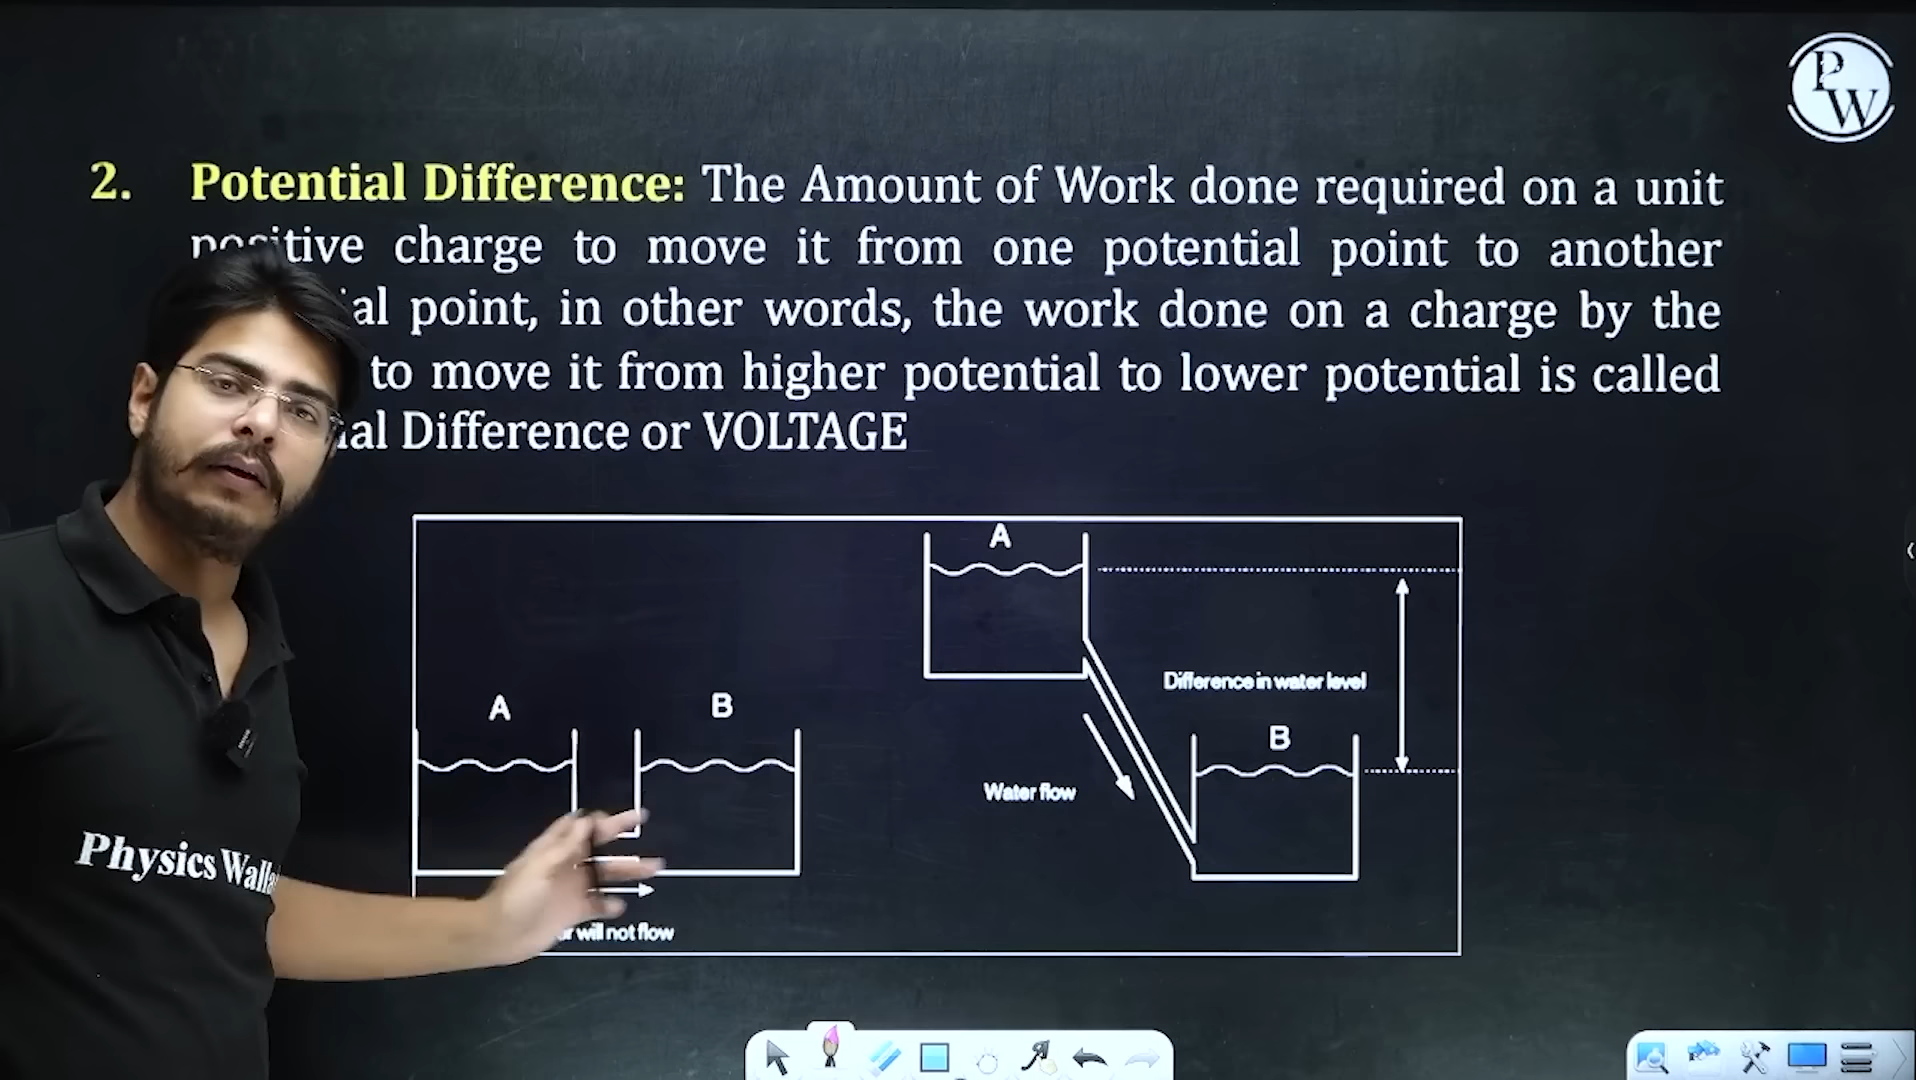 P
W
2. Potential Difference: The Amount of Work done required on a unit
positive charge to move it from one potential point to another
ial point, in other words, the work done on a charge by the
to move it from higher potential to lower potential is called
ial Difference or VOLTAGE
A
A
B
Difference in water level
B
Water flow
Physics Walla
will not flow